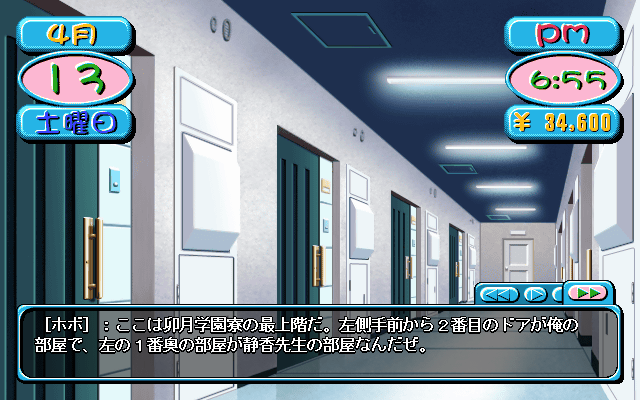 4月
13
土曜日
PM
6:55
¥ 34,600
[ホボ]:ここは卯月学園寮の最上階だ。左側手前から2番目のドアが俺の
部屋で、左の1番奥の部屋が静香先生の部屋なんだぜ。